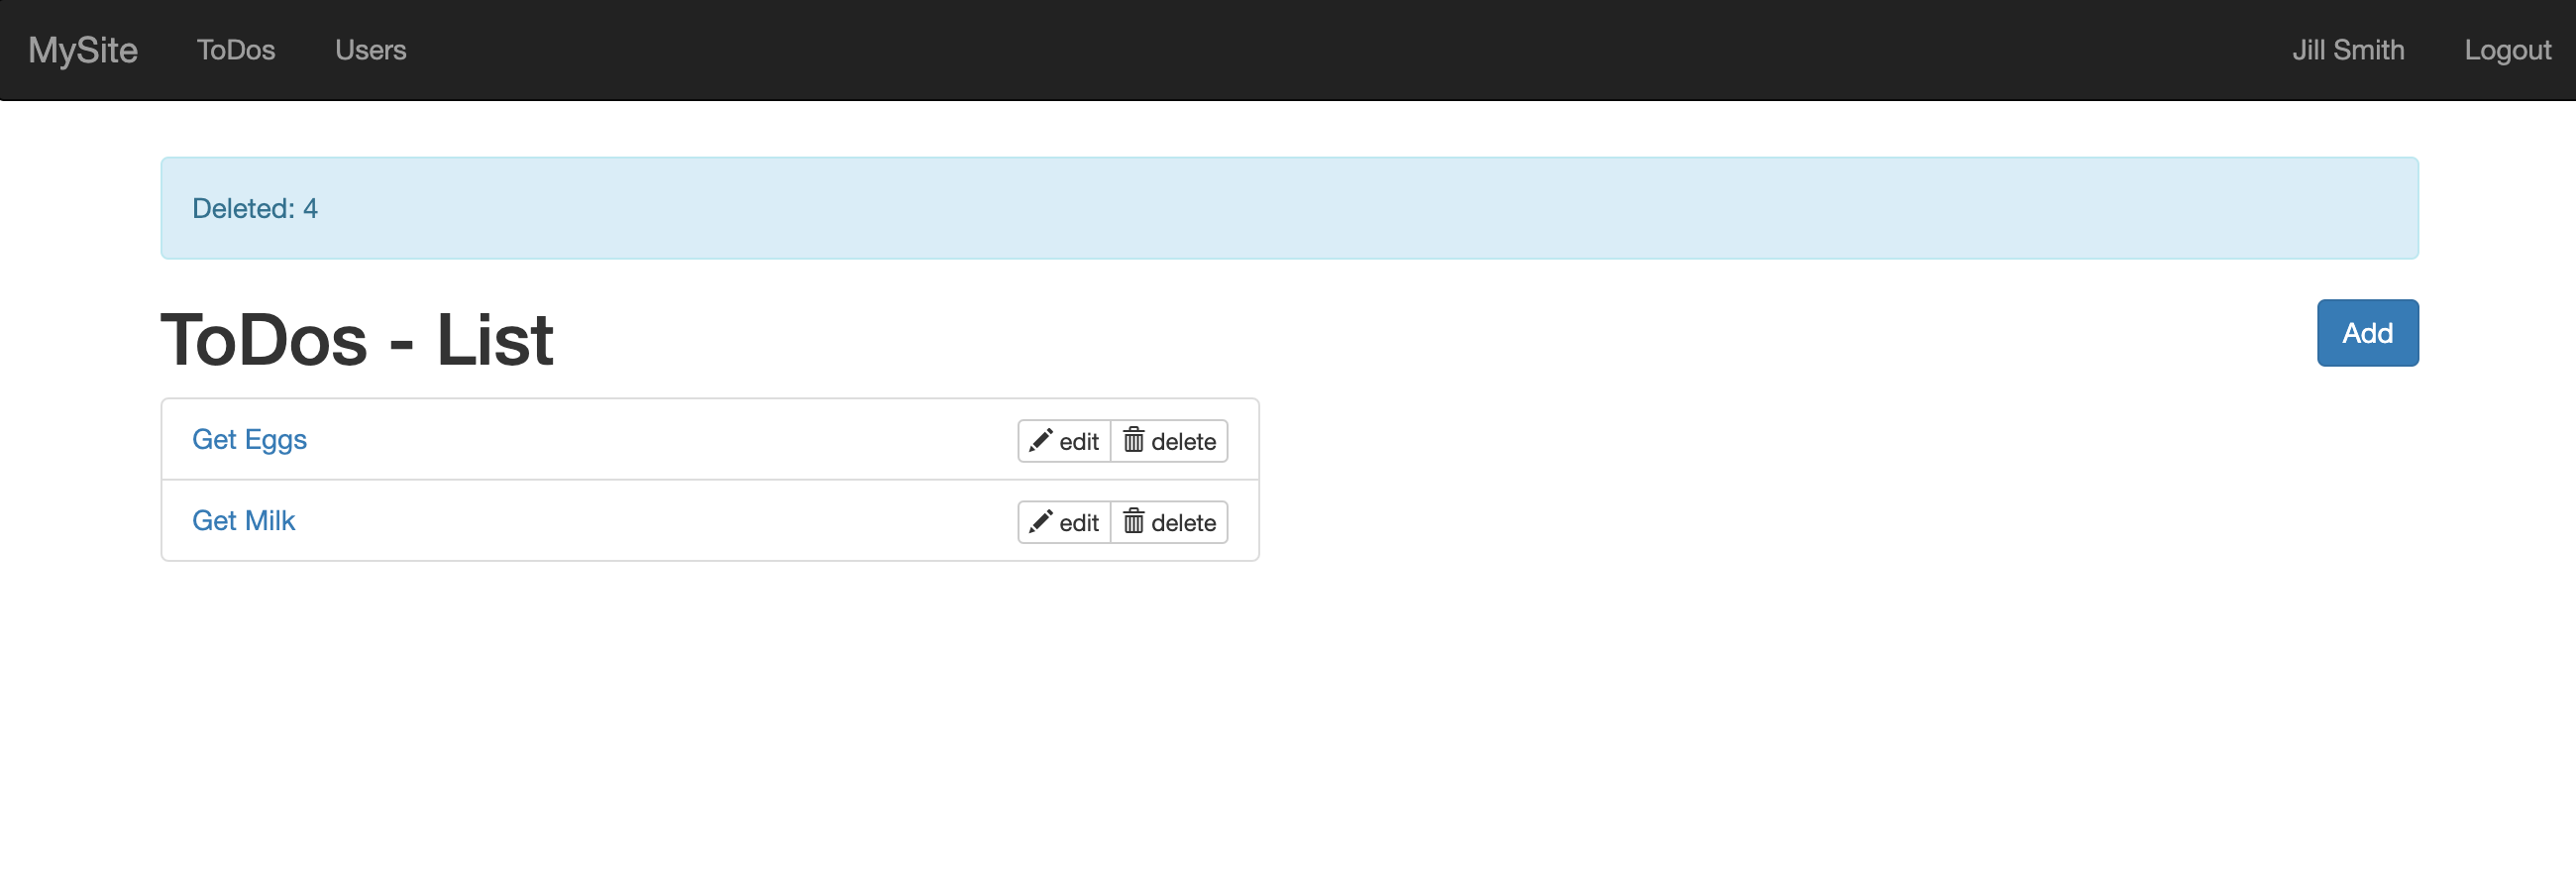 MySite ToDos Users Jill Smith Logout
Deleted: 4
ToDos - List Add
Get Eggs edit delete
Get Milk edit delete